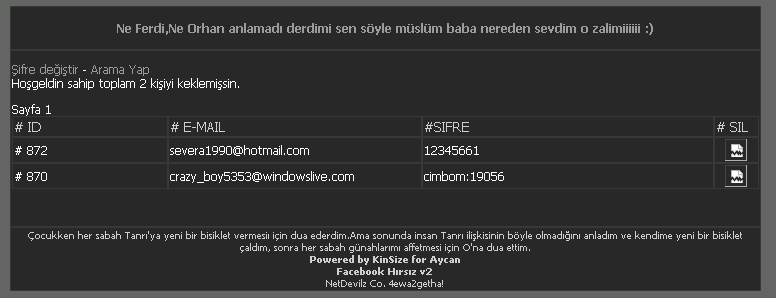 Ne Ferdi,Ne Orhan anlamadı derdimi sen söyle müslüm baba nereden sevdim o zalimiiiiii :)
Şifre değiştir - Arama Yap
Hoşgeldin sahip toplam 2 kişiyi keklemişsin.
Sayfa 1
# ID # E-MAIL #SIFRE # SIL
# 872 severa1990@hotmail.com 12345661
# 870 crazy_boy5353@windowslive.com cimbom:19056
Çocukken her sabah Tanrı'ya yeni bir bisiklet vermesıı için dua ederdim.Ama sonunda insan Tanrı ilişkisinin böyle olmadığını anladım ve kendime yeni bir bisiklet
çaldım, sonra her sabah günahlarımı affetmesi için O'na dua ettim.
Powered by KinSize for Aycan
Facebook Hırsız v2
NetDevilz Co. 4ewa2getha!